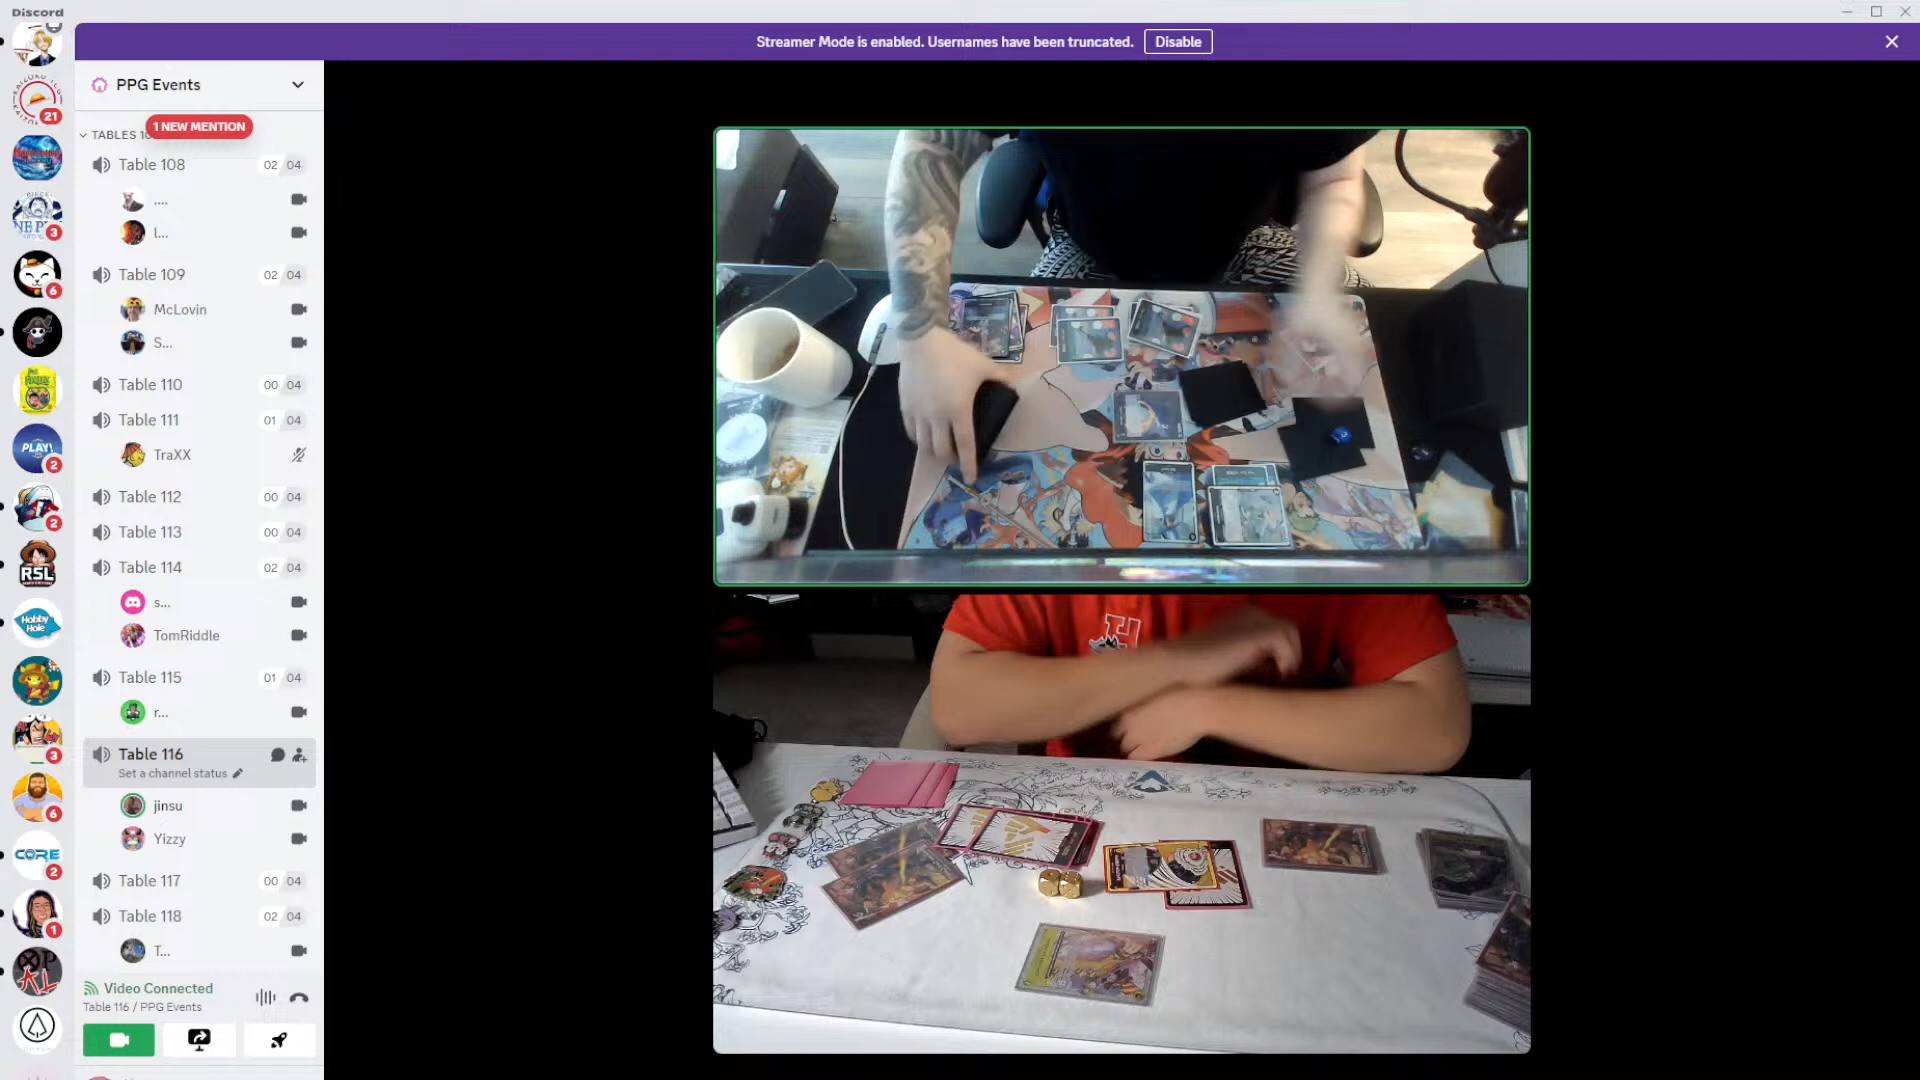 Discord
Streamer Mode is enabled. Usernames have been truncated.
Disable
PPG Events
1 NEW MENTION
TABLES 1
Table 108
02 04
....
l...
Table 109
02 04
McLovin
S...
Table 110
00 04
Table 111
01 04
TraXX
Table 112
00 04
Table 113
00 04
Table 114
02 04
s...
TomRiddle
Table 115
01 04
r...
Table 116
Set a channel status
jinsu
Yizzy
Table 117
00 04
Table 118
02 04
T...
Video Connected
Table 116 / PPG Events
21
3
6
PLAY!
2
2
RSL
Hobby
Hole
3
6
CORE
2
1
H